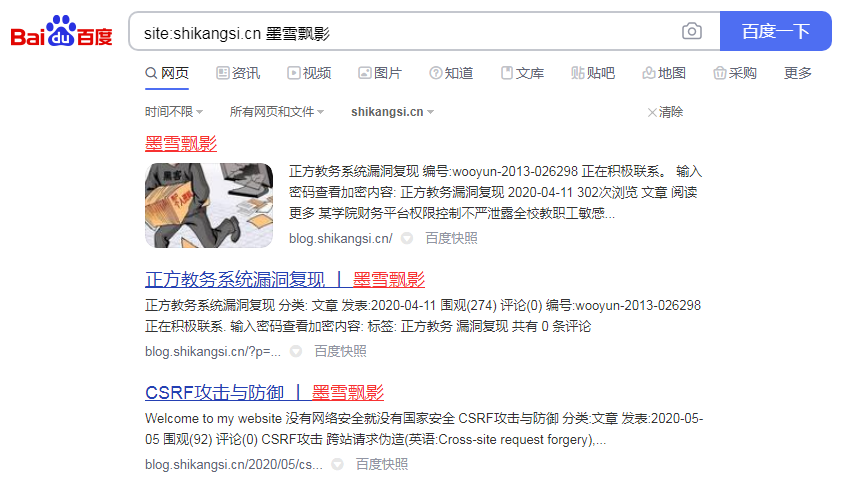 Bai du 百度 site:shikangsi.cn 墨雪飘影 百度一下
网页 资讯 视频 图片 知道 文库 贴吧 地图 采购 更多
时间不限 所有网页和文件 shikangsi.cn 清除
墨雪飘影
正方教务系统漏洞复现 编号:wooyun-2013-026298 正在积极联系。 输入
密码查看加密内容: 正方教务漏洞复现 2020-04-11 302次浏览 文章 阅读
更多 某学院财务平台权限控制不严泄露全校教职工敏感...
黑客
blog.shikangsi.cn/ 百度快照
正方教务系统漏洞复现 | 墨雪飘影
正方教务系统漏洞复现 分类: 文章 发表:2020-04-11 围观(274) 评论(0) 编号:wooyun-2013-026298
正在积极联系. 输入密码查看加密内容: 标签: 正方教务 漏洞复现 共有 0 条评论
blog.shikangsi.cn/?p=... 百度快照
CSRF攻击与防御 | 墨雪飘影
Welcome to my website 没有网络安全就没有国家安全 CSRF攻击与防御 分类:文章 发表:2020-05-
05 围观(92) 评论(0) CSRF攻击 跨站请求伪造(英语:Cross-site request forgery),...
blog.shikangsi.cn/2020/05/cs... 百度快照